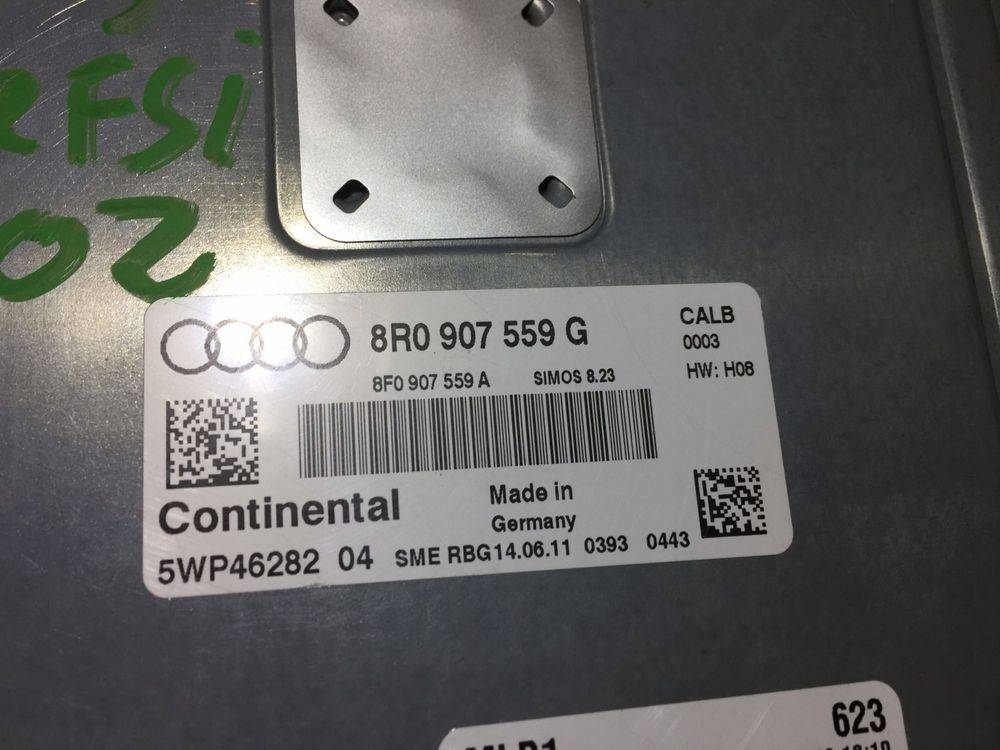 RFSI
02
8R0 907 559 G
CALB
0003
8F0 907 559 A SIMOS 8.23
HW: H08
Continental
Made in
Germany
5WP46282 04 SME RBG14.06.11 0393 0443
623